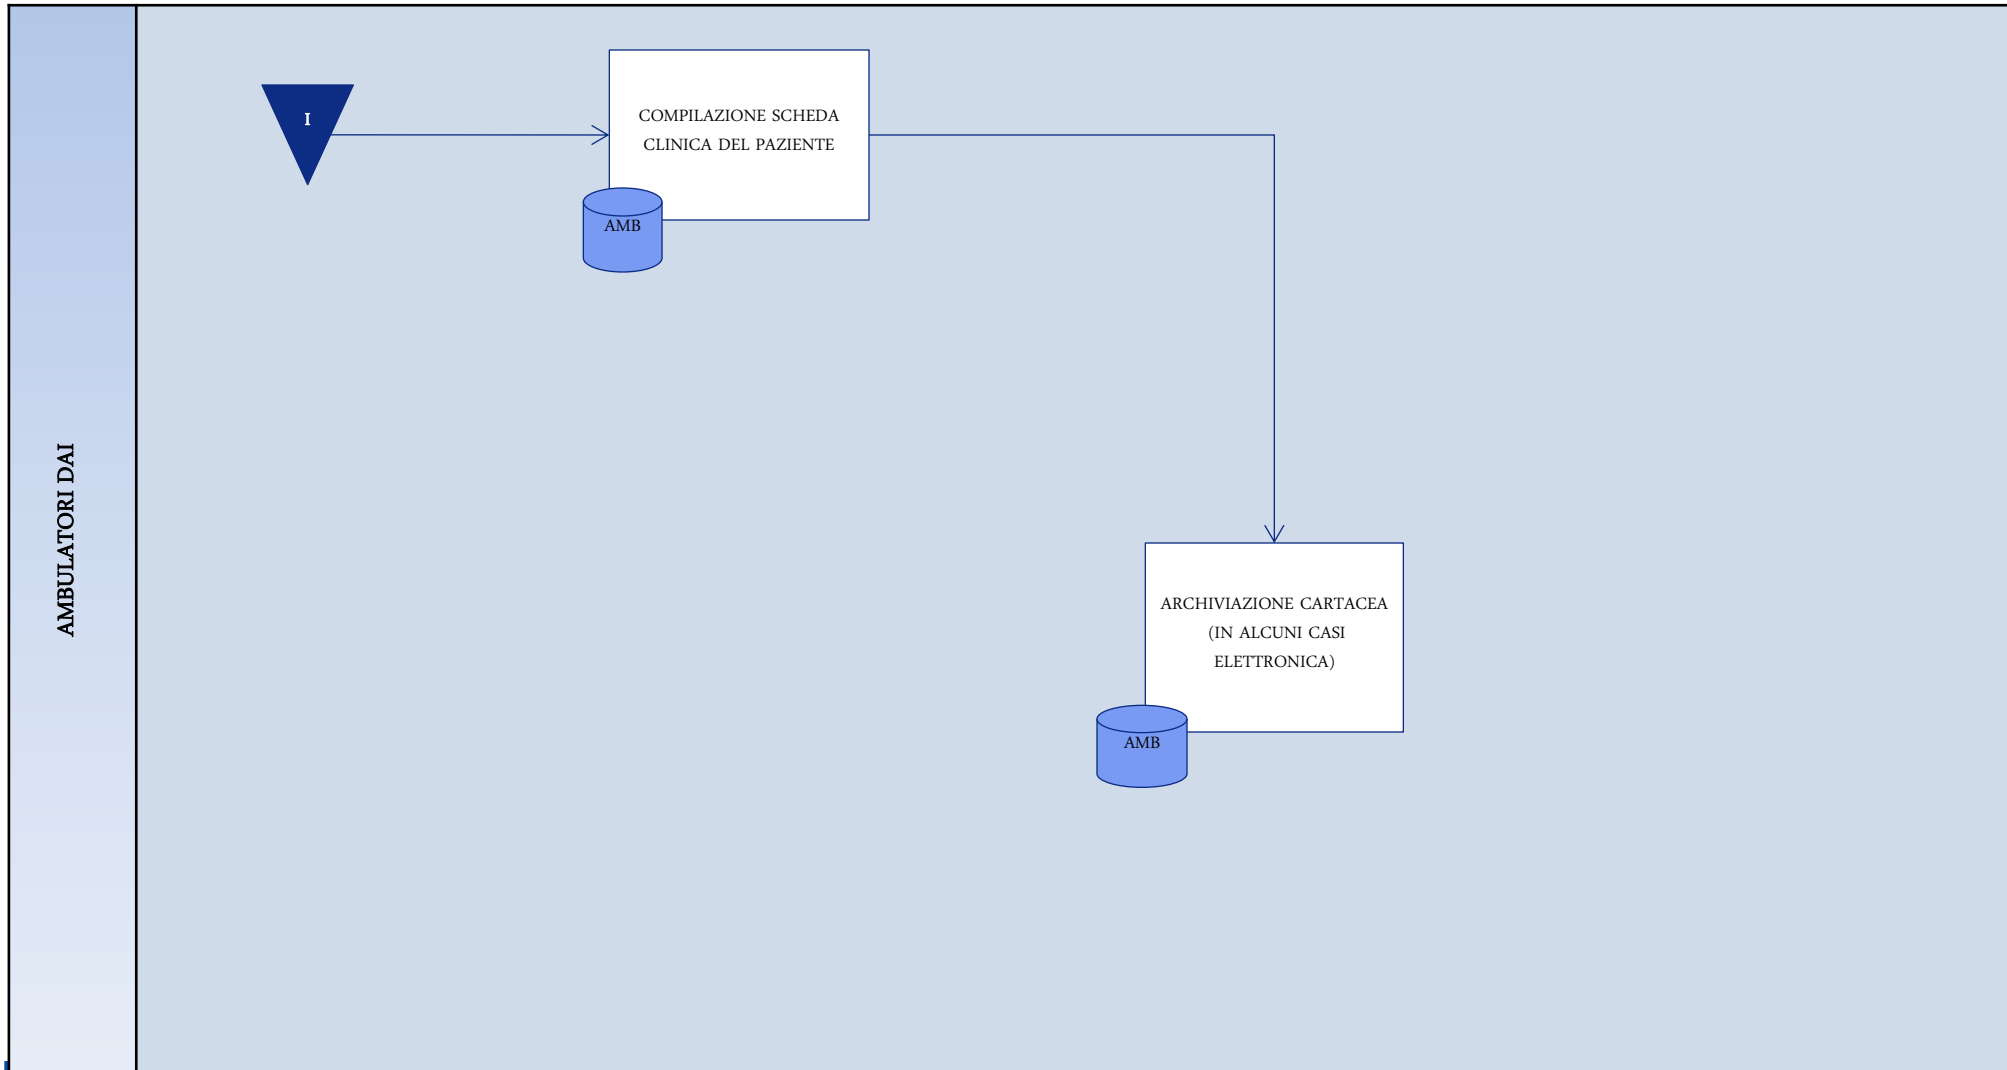 I
COMPILAZIONE SCHEDA
CLINICA DEL PAZIENTE
AMB
AMBULATORI DAI
ARCHIVIAZIONE CARTACEA
(IN ALCUNI CASI
ELETTRONICA)
AMB